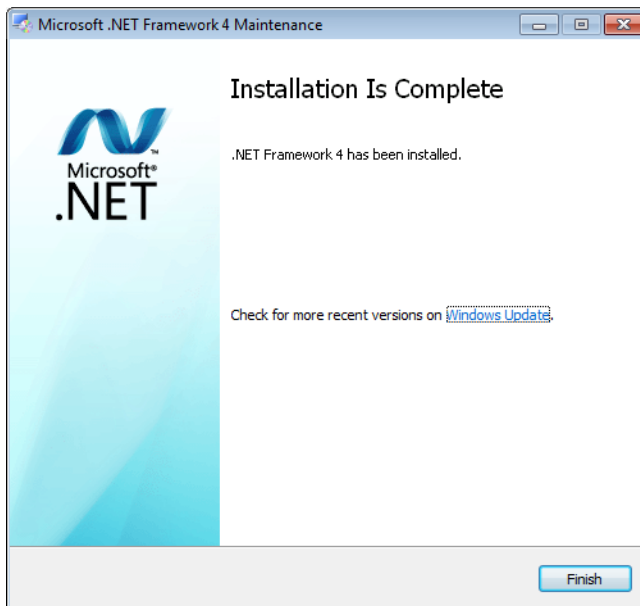 Microsoft .NET Framework 4 Maintenance
Installation Is Complete
.NET Framework 4 has been installed.
Microsoft®
.NET™
Check for more recent versions on Windows Update.
Finish